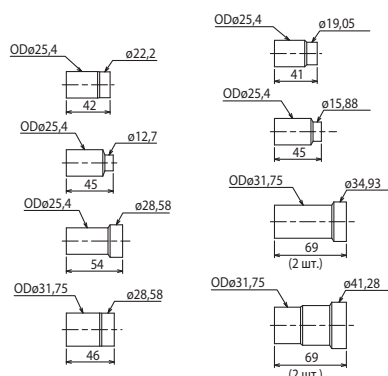 ODø25,4
ø22,2
42
ODø25,4
ø12,7
45
ODø25,4
ø28,58
54
ODø31,75
ø28,58
46
ø19,05
ODø25,4
41
ODø25,4
ø15,88
45
ODø31,75
ø34,93
69
(2 шт.)
ODø31,75
ø41,28
69
(2 шт.)